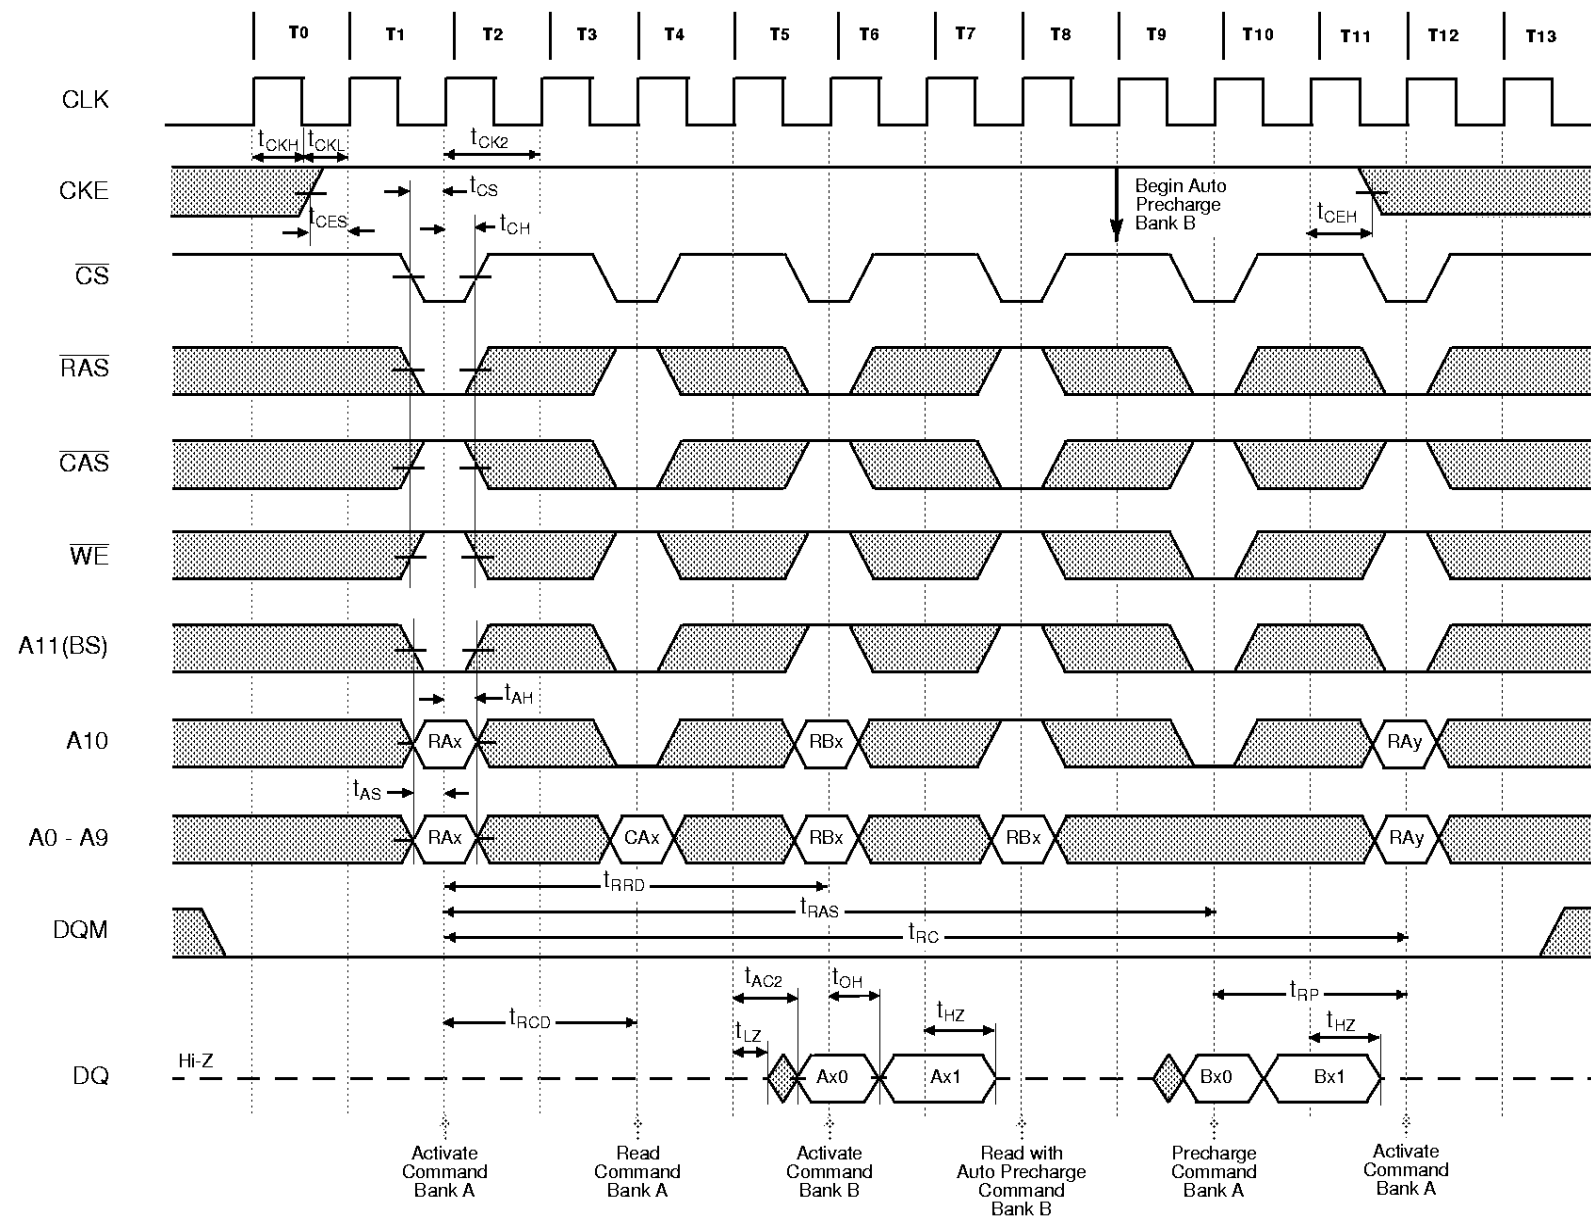 T0 T1 T2 T3 T4 T5 T6 T7 T8 T9 T10 T11 T12 T13
CLK
tCKH tCKL tCK2
CKE
tCS
Begin Auto
Precharge
Bank B
tCES
tCH
tCEH
CS
RAS
CAS
WE
A11(BS)
tAH
A10
RAx RBx RAy
tAS
A0 - A9
RAx CAx RBx RBx RAy
tRRD
tRAS
DQM
tRC
tAC2 tOH
tRP
tRCD
tLZ
tHZ
tHZ
Hi-Z
DQ
Ax0 Ax1 Bx0 Bx1
Activate
Command
Bank A
Read
Command
Bank A
Activate
Command
Bank B
Read with
Auto Precharge
Command
Bank B
Precharge
Command
Bank A
Activate
Command
Bank A